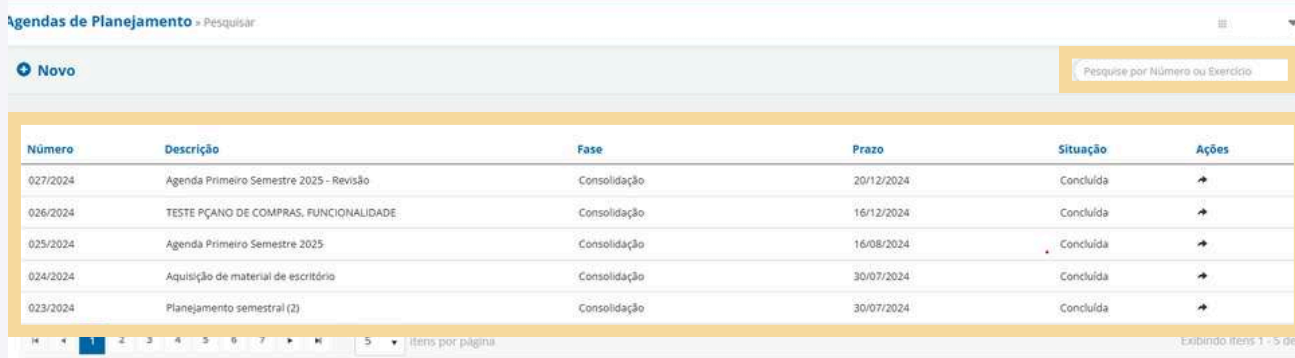 Agendas de Planejamento » Pesquisar
Novo
Pesquise por Número ou Exercício
Número Descrição Fase Prazo Situação Ações
027/2024 Agenda Primeiro Semestre 2025 - Revisão Consolidação 20/12/2024 Concluída
026/2024 TESTE PÇANO DE COMPRAS, FUNCIONALIDADE Consolidação 16/12/2024 Concluída
025/2024 Agenda Primeiro Semestre 2025 Consolidação 16/08/2024 Concluída
024/2024 Aquisição de material de escritório Consolidação 30/07/2024 Concluída
023/2024 Planejamento semestral (2) Consolidação 30/07/2024 Concluída
1 2 3 4 5 6 7 5 itens por página Exibindo itens 1 - 5 de